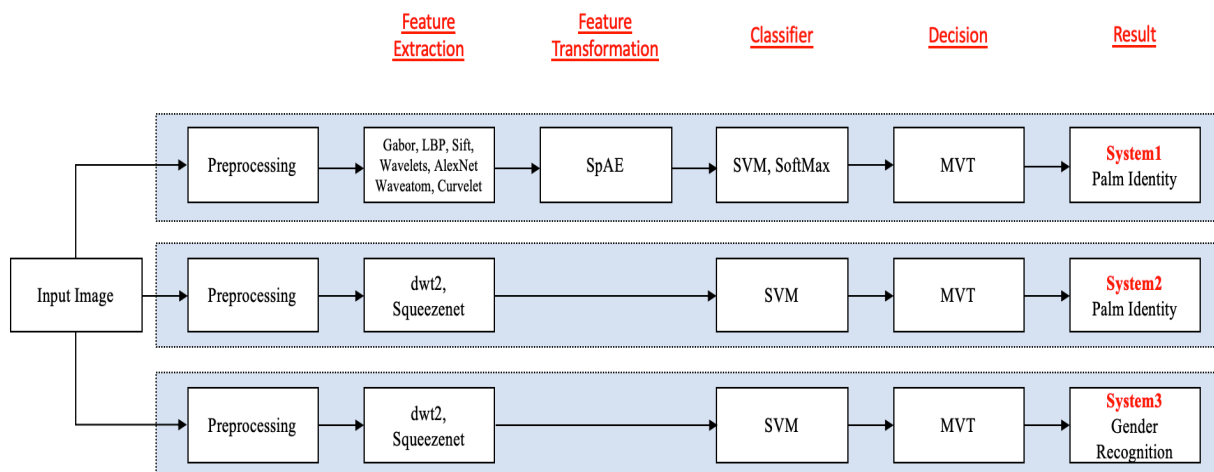 Feature
Extraction
Feature
Transformation
Classifier
Decision
Result
Preprocessing
Gabor, LBP, Sift,
Wavelets, AlexNet
Waveatom, Curvelet
SpAE
SVM, SoftMax
MVT
System1
Palm Identity
Input Image
Preprocessing
dwt2,
Squeezenet
SVM
MVT
System2
Palm Identity
Preprocessing
dwt2,
Squeezenet
SVM
MVT
System3
Gender
Recognition